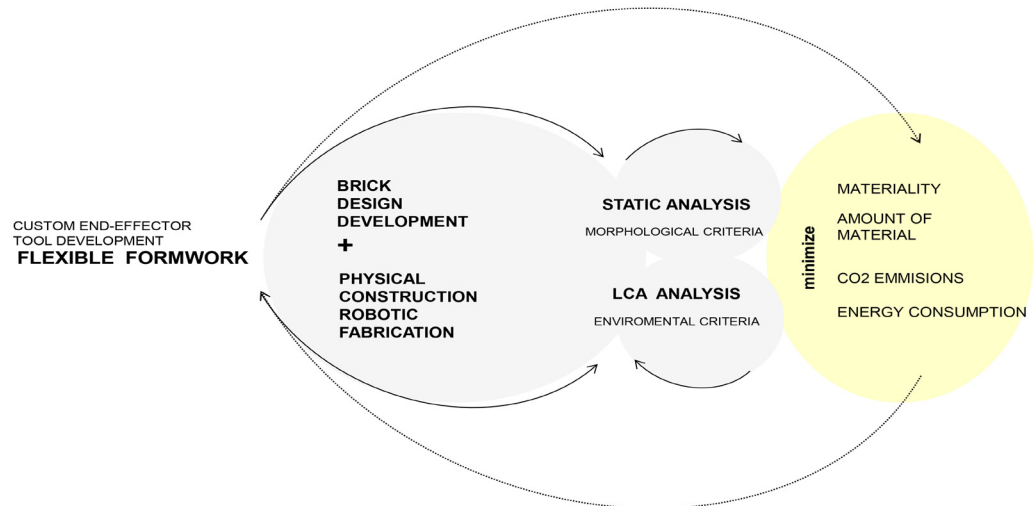 CUSTOM END-EFFECTOR
TOOL DEVELOPMENT
FLEXIBLE FORMWORK
BRICK
DESIGN
DEVELOPMENT
+
PHYSICAL
CONSTRUCTION
ROBOTIC
FABRICATION
STATIC ANALYSIS
MORPHOLOGICAL CRITERIA
LCA ANALYSIS
ENVIROMENTAL CRITERIA
minimize
MATERIALITY
AMOUNT OF
MATERIAL
CO2 EMMISIONS
ENERGY CONSUMPTION